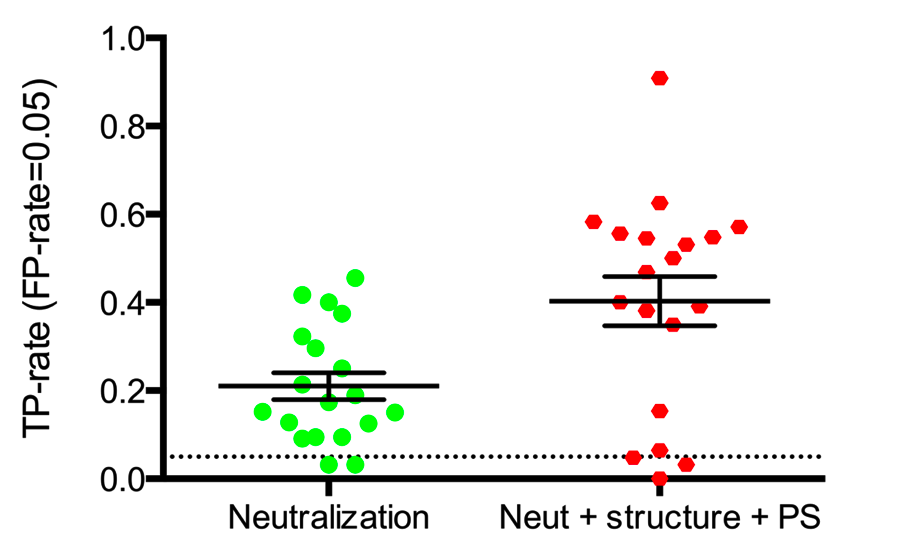 TP-rate (FP-rate=0.05)
1.0
0.8
0.6
0.4
0.2
0.0
Neutralization
Neut + structure + PS